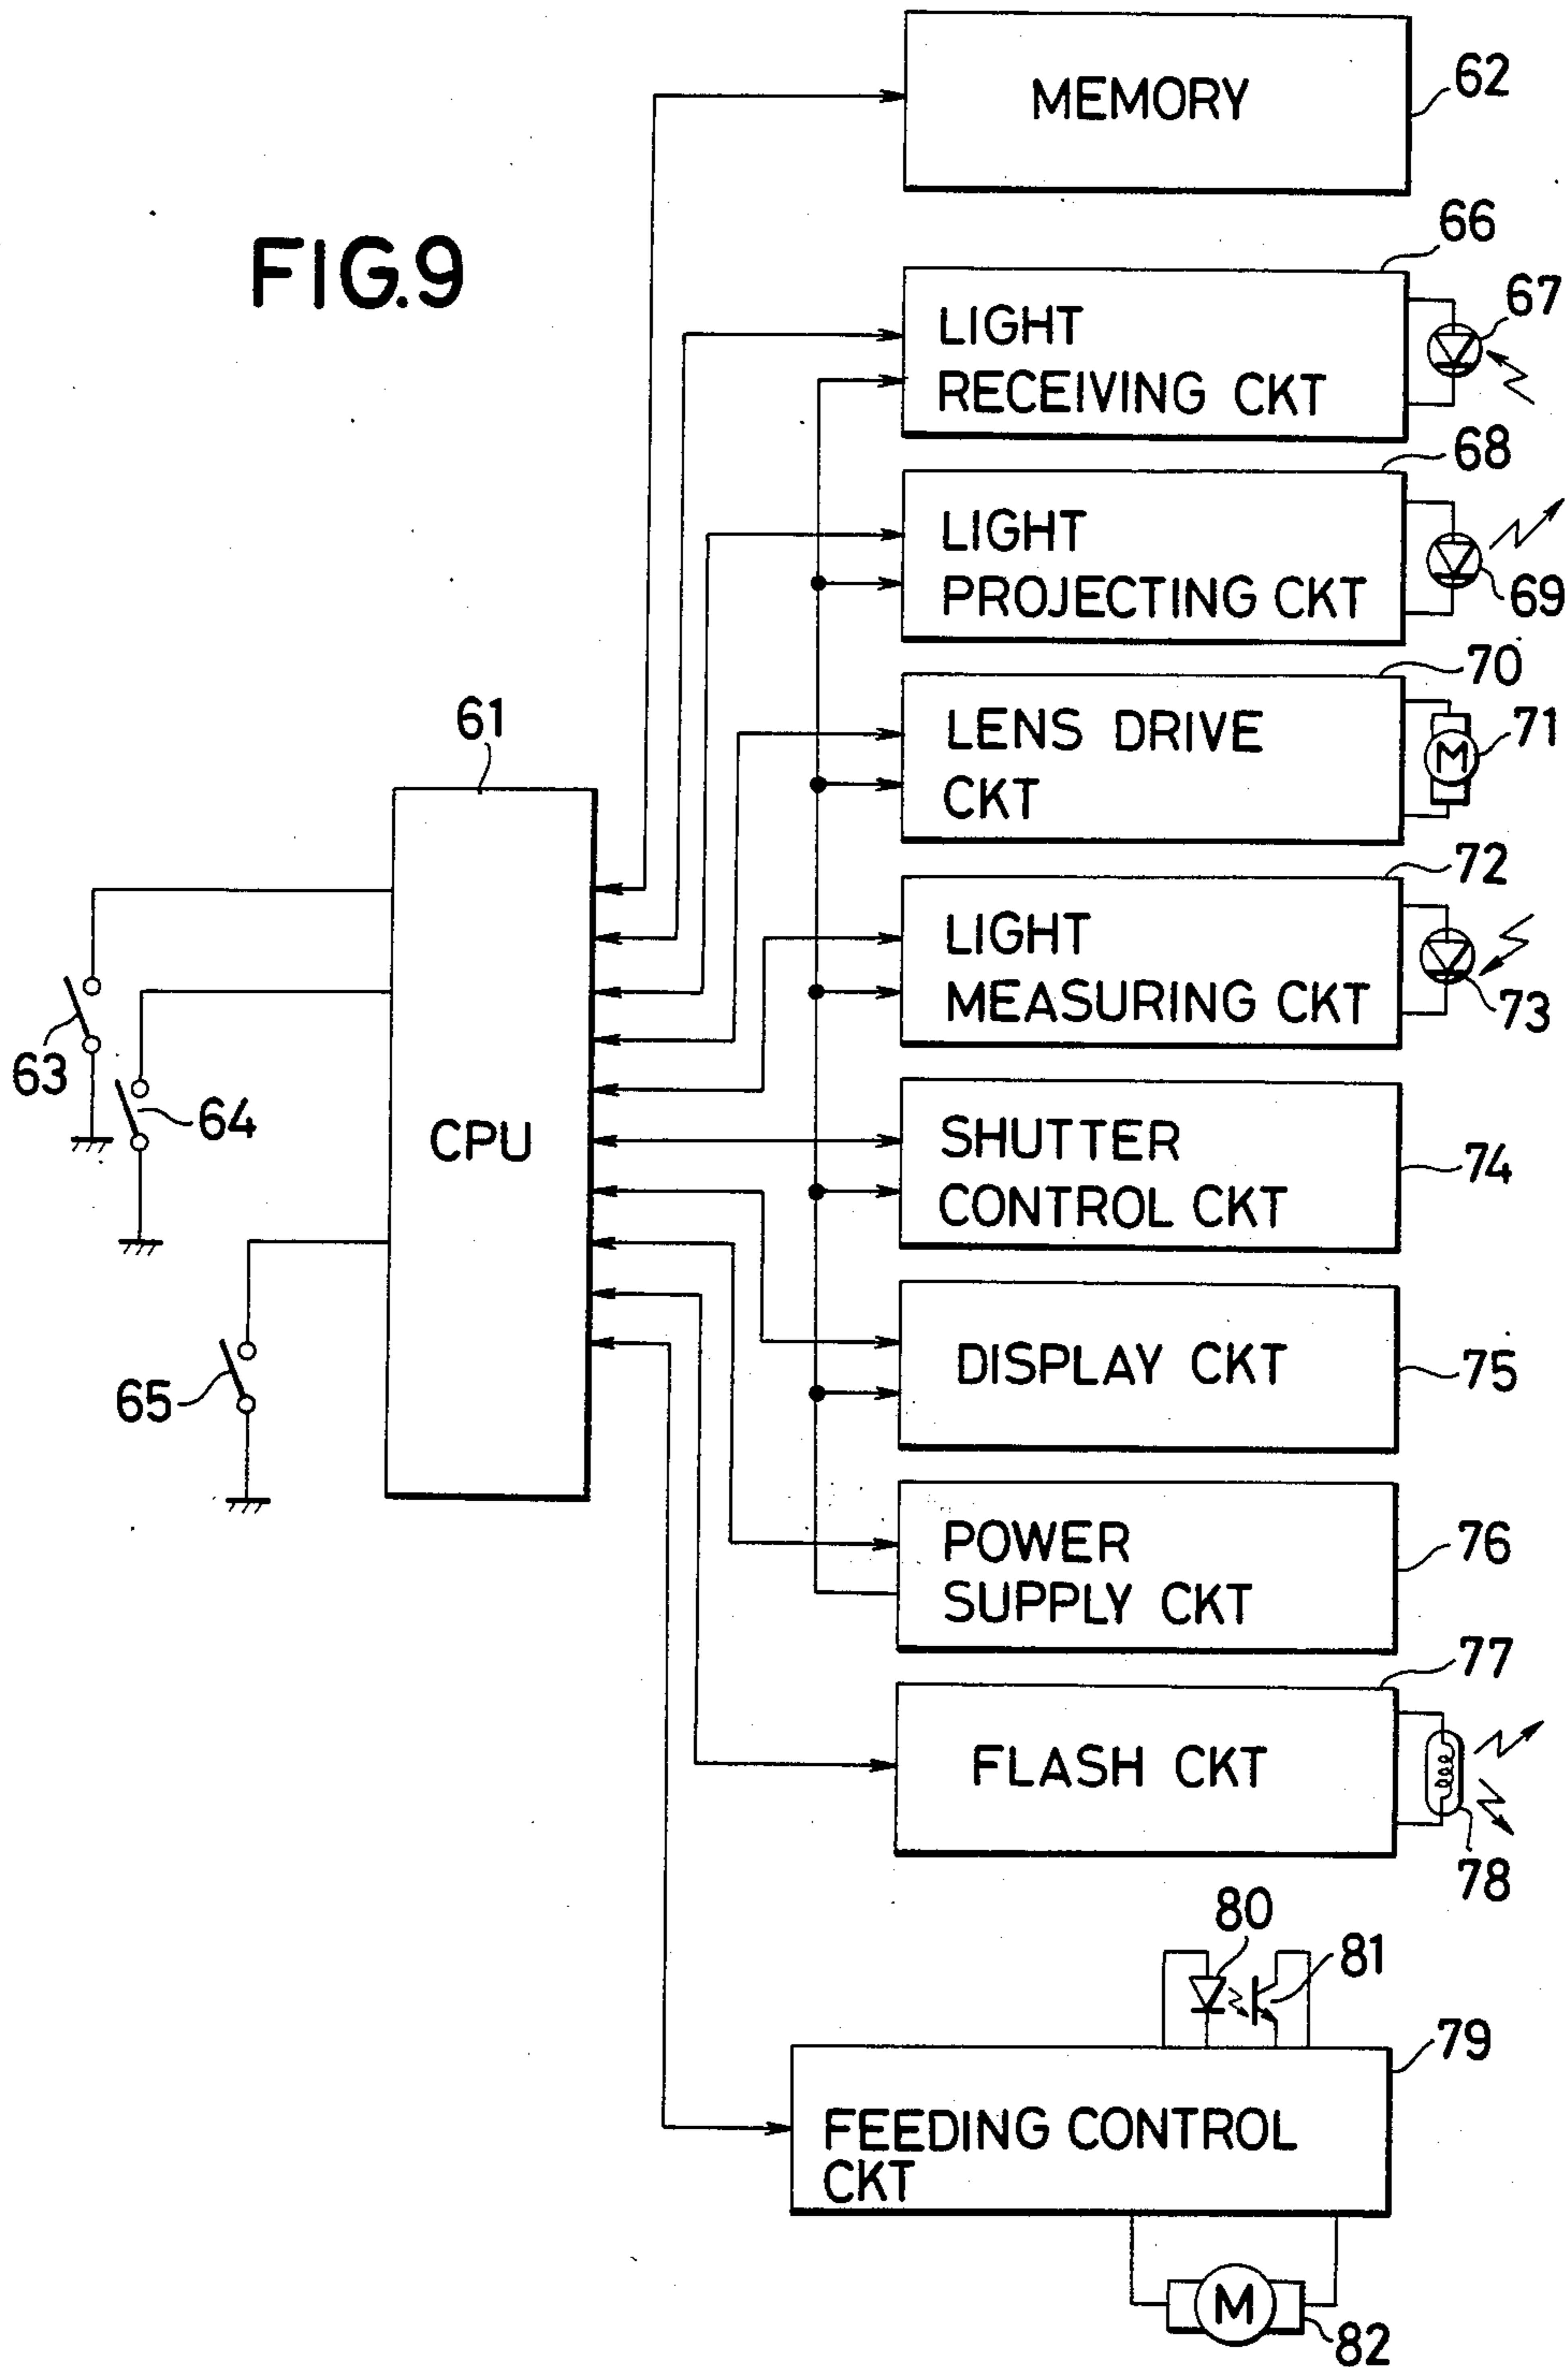 FIG.9
MEMORY
62
66
67
LIGHT
RECEIVING CKT
68
69
LIGHT
PROJECTING CKT
70
71
LENS DRIVE
CKT
M
61
CPU
63
64
65
72
73
LIGHT
MEASURING CKT
SHUTTER
CONTROL CKT
74
DISPLAY CKT
75
POWER
SUPPLY CKT
76
77
FLASH CKT
78
80
81
79
FEEDING CONTROL
CKT
M
82